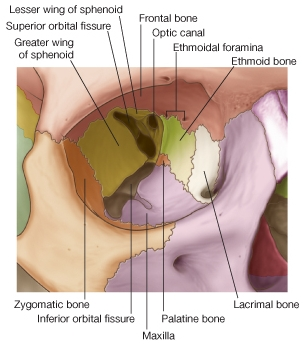 Lesser wing of sphenoid
Superior orbital fissure
Greater wing
of sphenoid
Frontal bone
Optic canal
Ethmoidal foramina
Ethmoid bone
Zygomatic bone
Inferior orbital fissure
Maxilla
Palatine bone
Lacrimal bone